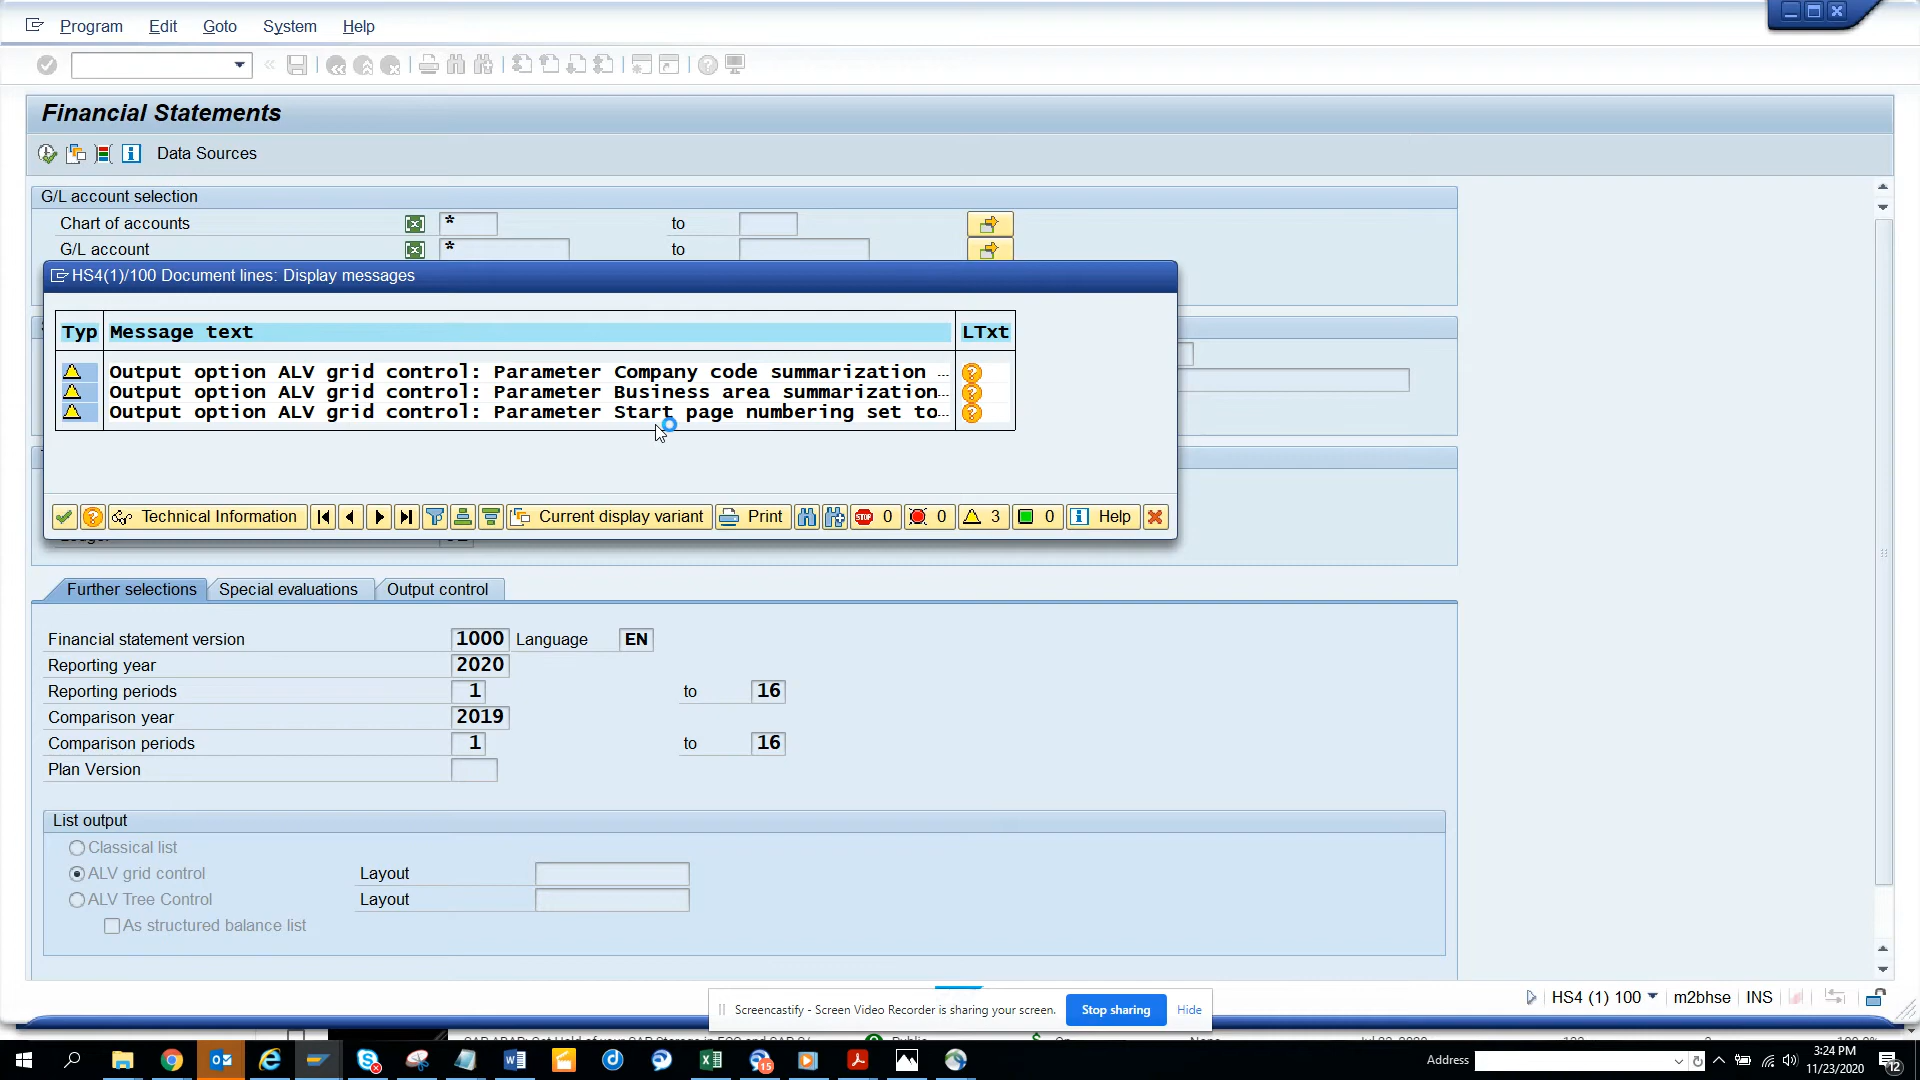 Program Edit Goto System Help
Financial Statements
Data Sources
G/L account selection
Chart of accounts * to
G/L account * to
HS4(1)/100 Document lines: Display messages
Typ Message text LTxt
Output option ALV grid control: Parameter Company code summarization ...
Output option ALV grid control: Parameter Business area summarization...
Output option ALV grid control: Parameter Start page numbering set to...
Technical Information Current display variant Print STOP 0 0 3 0 Help
Further selections Special evaluations Output control
Financial statement version 1000 Language EN
Reporting year 2020
Reporting periods 1 to 16
Comparison year 2019
Comparison periods 1 to 16
Plan Version
List output
Classical list
ALV grid control Layout
ALV Tree Control Layout
As structured balance list
HS4 (1) 100 m2bhse INS
Screencastify - Screen Video Recorder is sharing your screen. Stop sharing Hide
Address
3:24 PM
11/23/2020
15
12